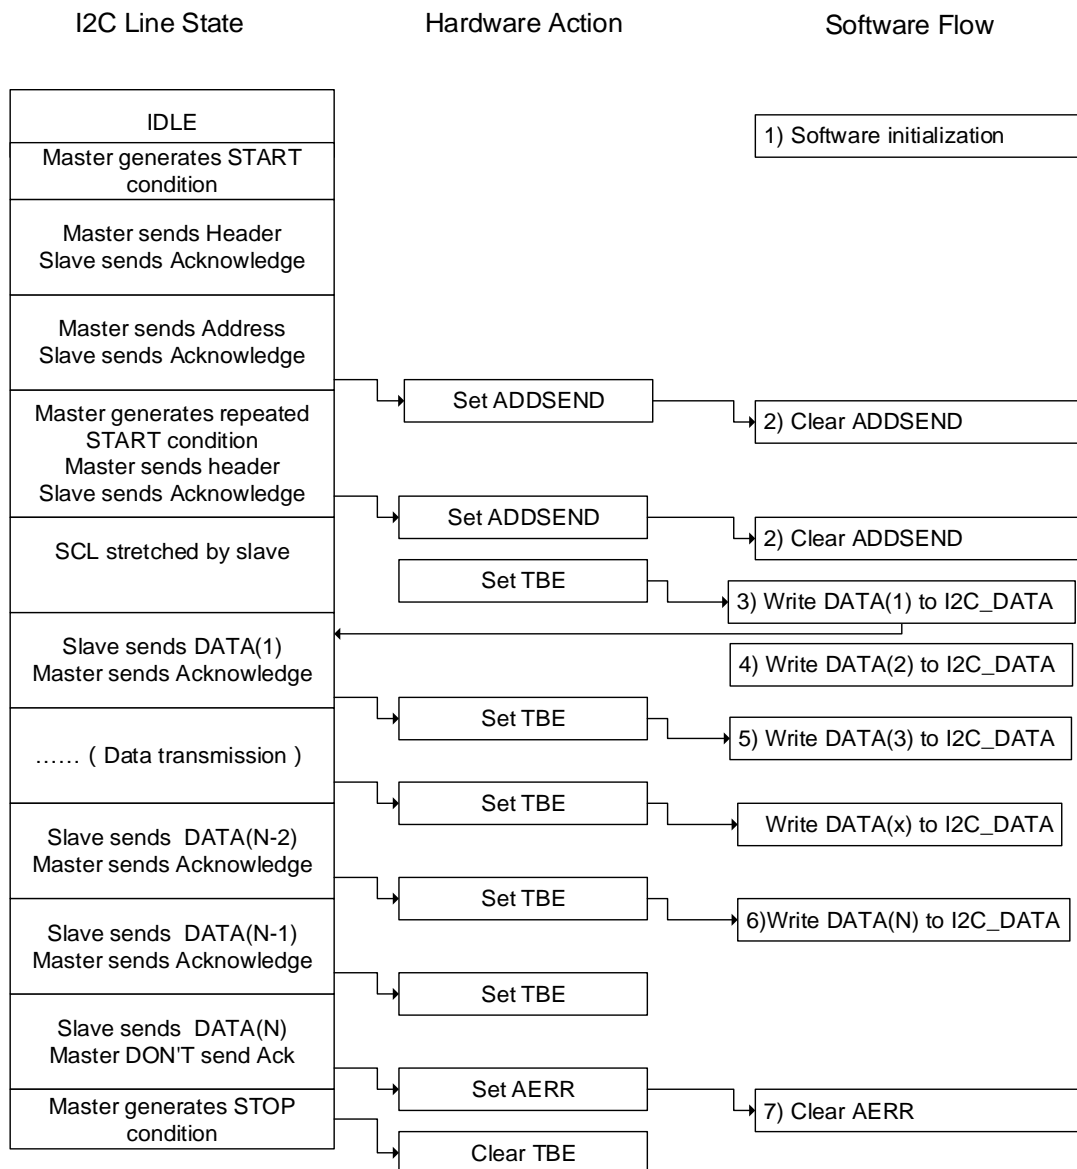 I2C Line State
Hardware Action
Software Flow
IDLE
1) Software initialization
Master generates START
condition
Master sends Header
Slave sends Acknowledge
Master sends Address
Slave sends Acknowledge
Set ADDSEND
2) Clear ADDSEND
Master generates repeated
START condition
Master sends header
Slave sends Acknowledge
Set ADDSEND
2) Clear ADDSEND
SCL stretched by slave
Set TBE
3) Write DATA(1) to I2C_DATA
Slave sends DATA(1)
Master sends Acknowledge
4) Write DATA(2) to I2C_DATA
Set TBE
5) Write DATA(3) to I2C_DATA
…… ( Data transmission )
Set TBE
Write DATA(x) to I2C_DATA
Slave sends DATA(N-2)
Master sends Acknowledge
Set TBE
6)Write DATA(N) to I2C_DATA
Slave sends DATA(N-1)
Master sends Acknowledge
Set TBE
Slave sends DATA(N)
Master DON'T send Ack
Set AERR
7) Clear AERR
Master generates STOP
condition
Clear TBE